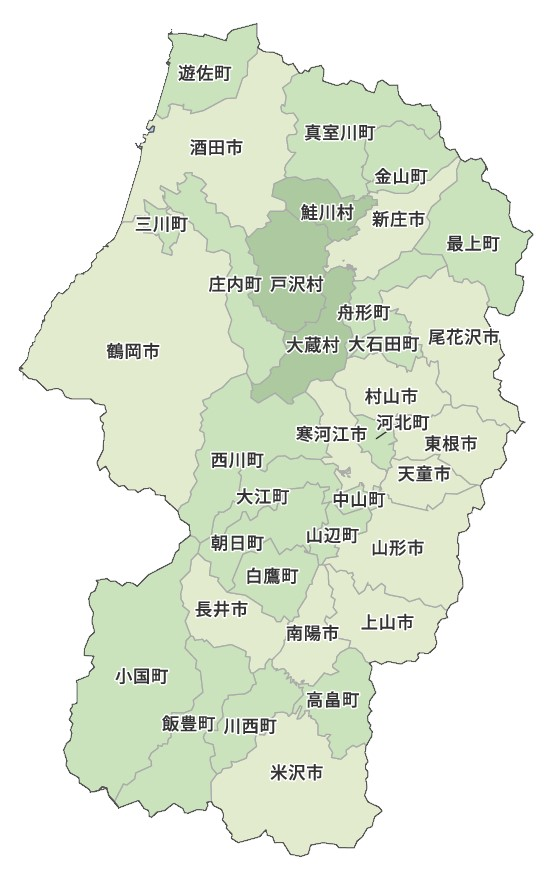 遊佐町
真室川町
酒田市
金山町
鮭川村
新庄市
三川町
最上町
庄内町
戸沢村
舟形町
尾花沢市
大蔵村
大石田町
鶴岡市
村山市
河北町
寒河江市
東根市
西川町
天童市
大江町
中山町
山辺町
朝日町
山形市
白鷹町
長井市
上山市
南陽市
小国町
高畠町
飯豊町
川西町
米沢市